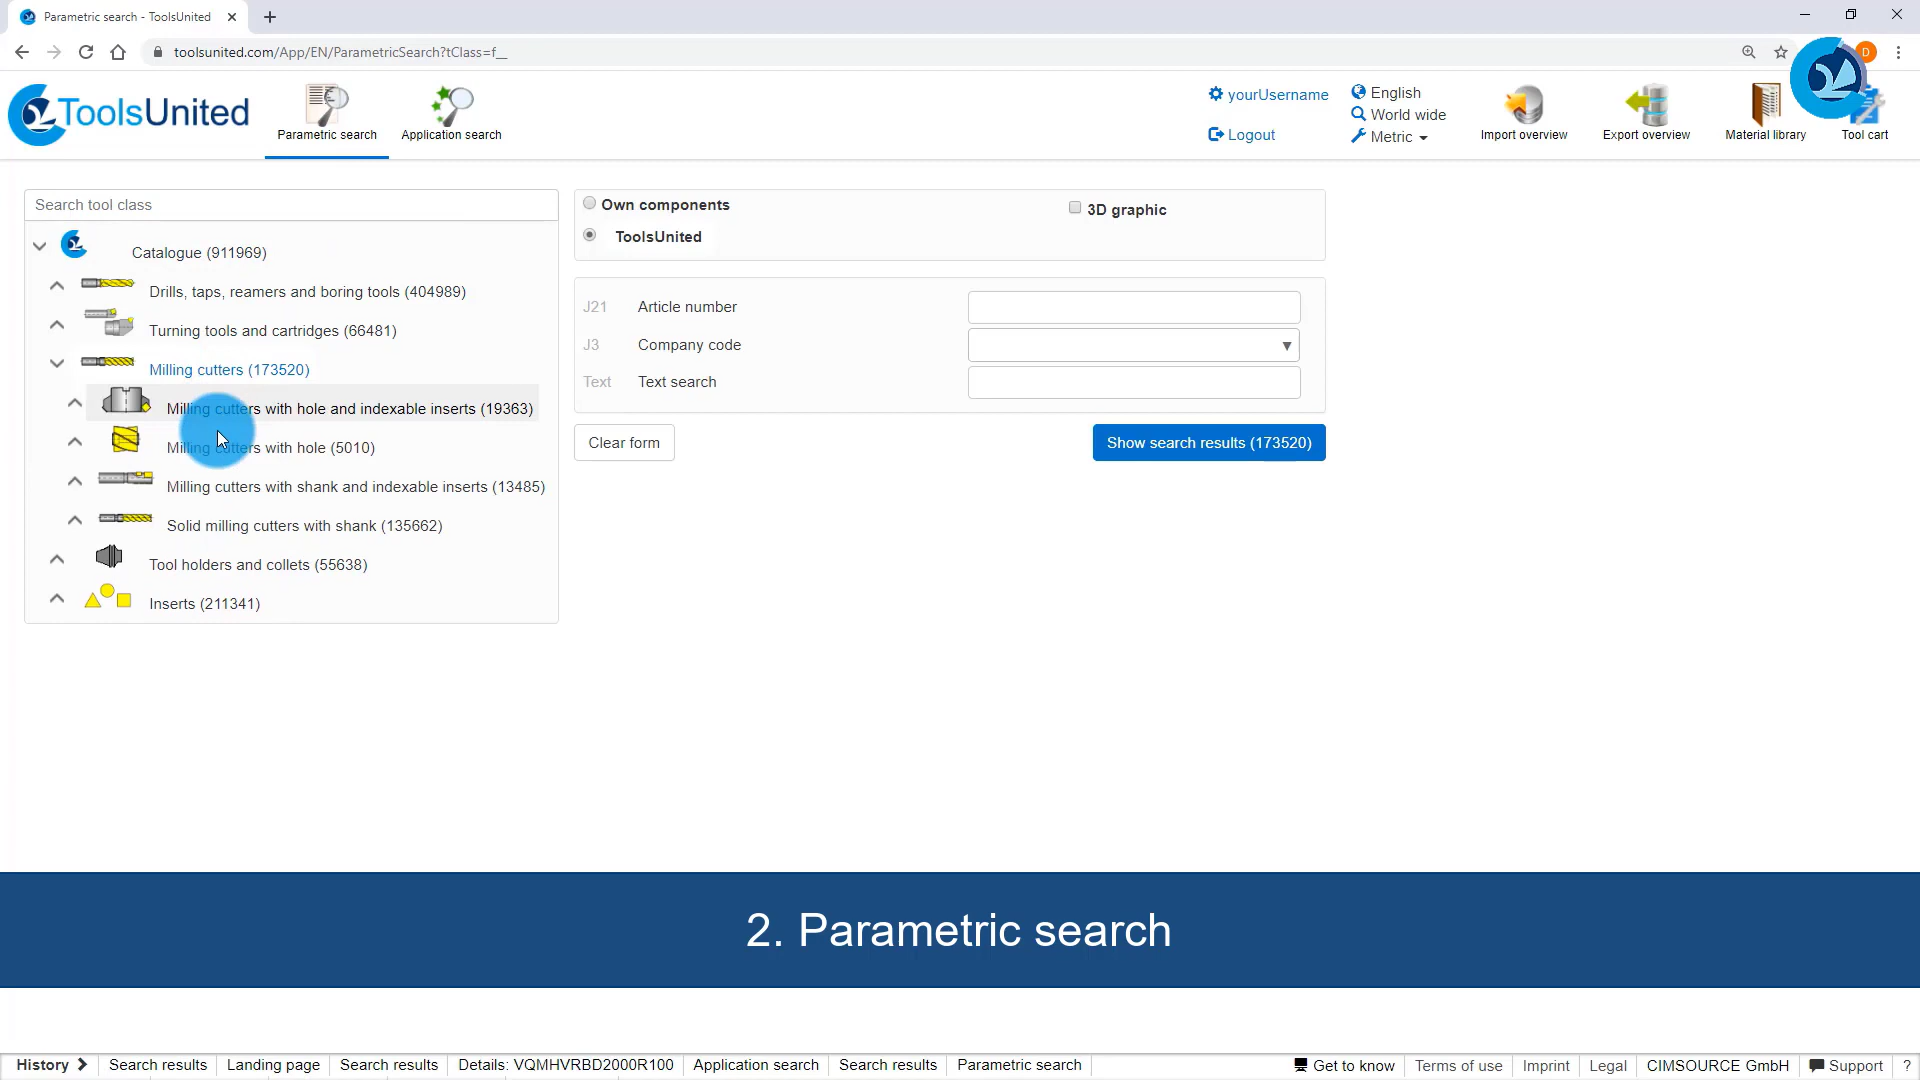 Parametric search - ToolsUnited
toolsunited.com/App/EN/ParametricSearch?tClass=f__
D
ToolsUnited
Parametric search
Application search
yourUsername
Logout
English
World wide
Metric
Import overview
Export overview
Material library
Tool cart
Search tool class
Catalogue (911969)
Drills, taps, reamers and boring tools (404989)
Turning tools and cartridges (66481)
Milling cutters (173520)
Milling cutters with hole and indexable inserts (19363)
Milling cutters with hole (5010)
Milling cutters with shank and indexable inserts (13485)
Solid milling cutters with shank (135662)
Tool holders and collets (55638)
Inserts (211341)
Own components
3D graphic
ToolsUnited
J21 Article number
J3 Company code
Text Text search
Clear form
Show search results (173520)
2. Parametric search
History Search results Landing page Search results Details: VQMHVRBD2000R100 Application search Search results Parametric search Get to know Terms of use Imprint Legal CIMSOURCE GmbH Support ?